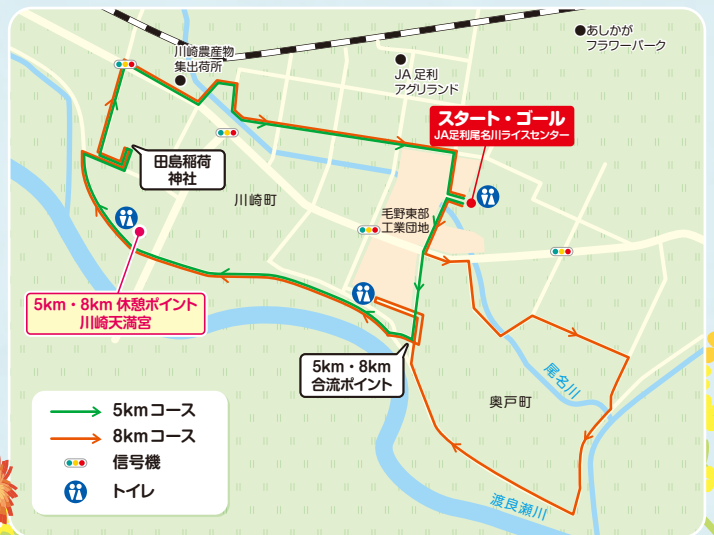 川崎農産物
集出荷所
JA足利
アグリランド
あしかが
フラワーパーク
スタート・ゴール
JA足利尾名川ライスセンター
田島稲荷
神社
川崎町
毛野東部
工業団地
5km・8km 休憩ポイント
川崎天満宮
5km・8km
合流ポイント
尾名川
奥戸町
渡良瀬川
5kmコース
8kmコース
信号機
トイレ